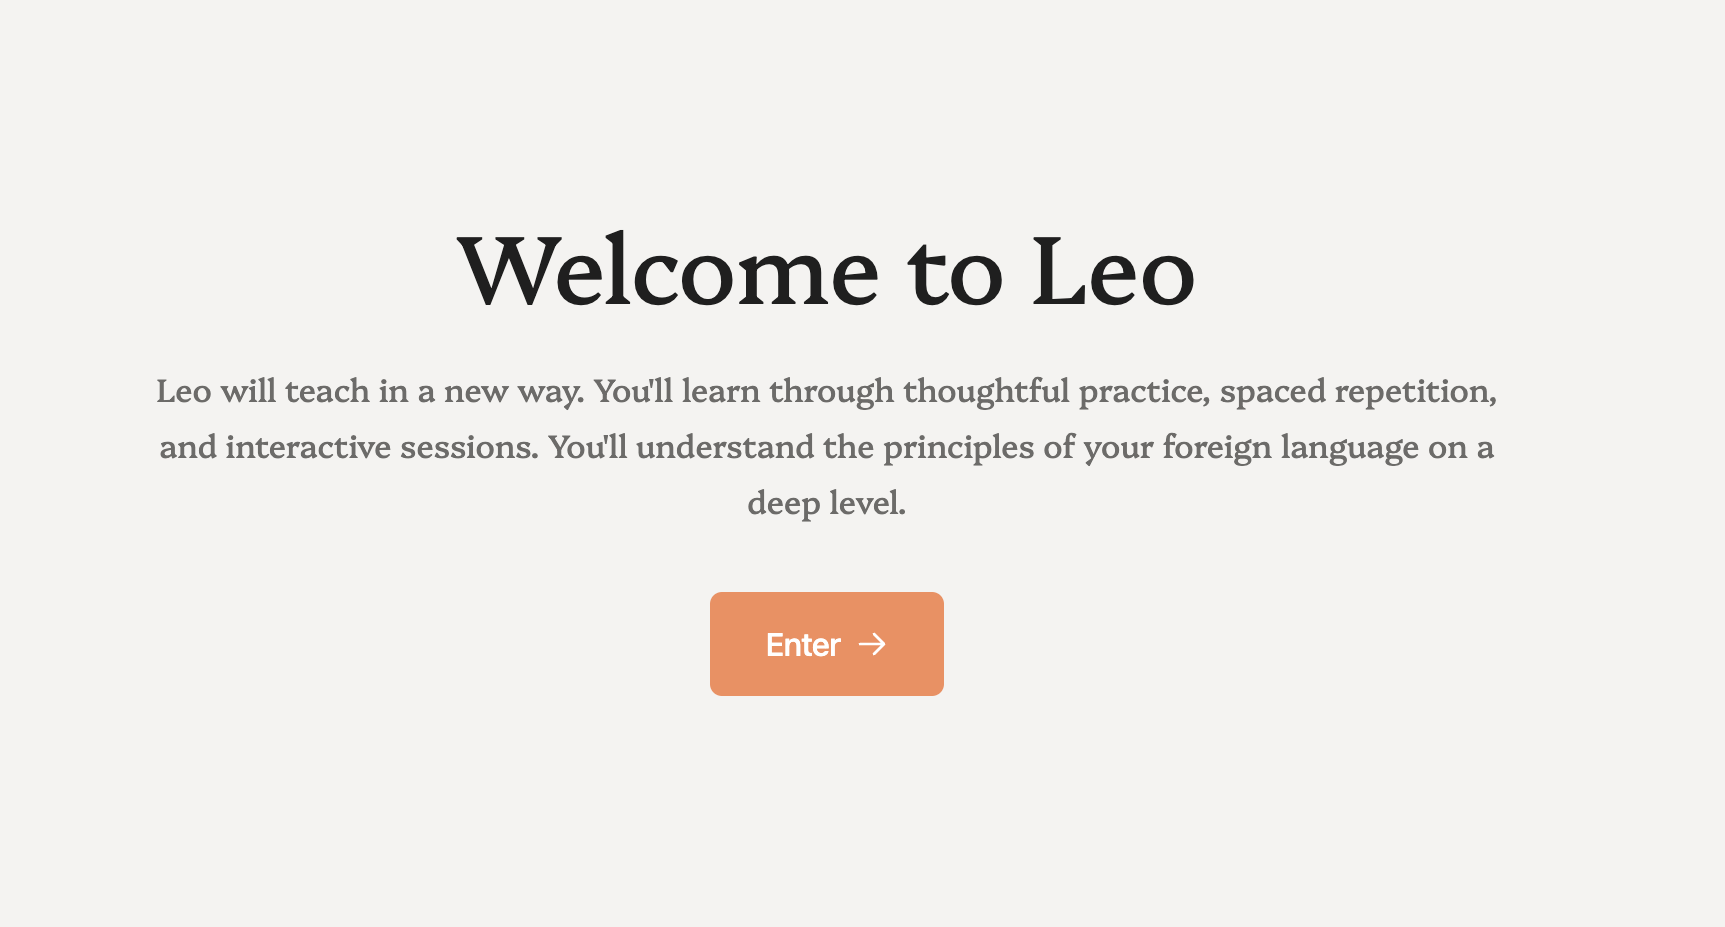 Welcome to Leo
Leo will teach in a new way. You'll learn through thoughtful practice, spaced repetition,
and interactive sessions. You'll understand the principles of your foreign language on a
deep level.
Enter →